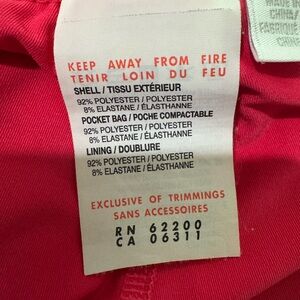 KEEP AWAY FROM FIRE
TENIR LOIN DU FEU
SHELL / TISSU EXTÉRIEUR
92% POLYESTER / POLYESTER
8% ELASTANE / ÉLASTHANNE
POCKET BAG / POCHE COMPACTABLE
92% POLYESTER / POLYESTER
8% ELASTANE / ÉLASTHANNE
LINING / DOUBLURE
92% POLYESTER / POLYESTER
8% ELASTANE / ÉLASTHANNE
EXCLUSIVE OF TRIMMINGS
SANS ACCESSOIRES
RN 62200
CA 06311
MADE IN
CHINA
FABRIQUÉ
CHINE